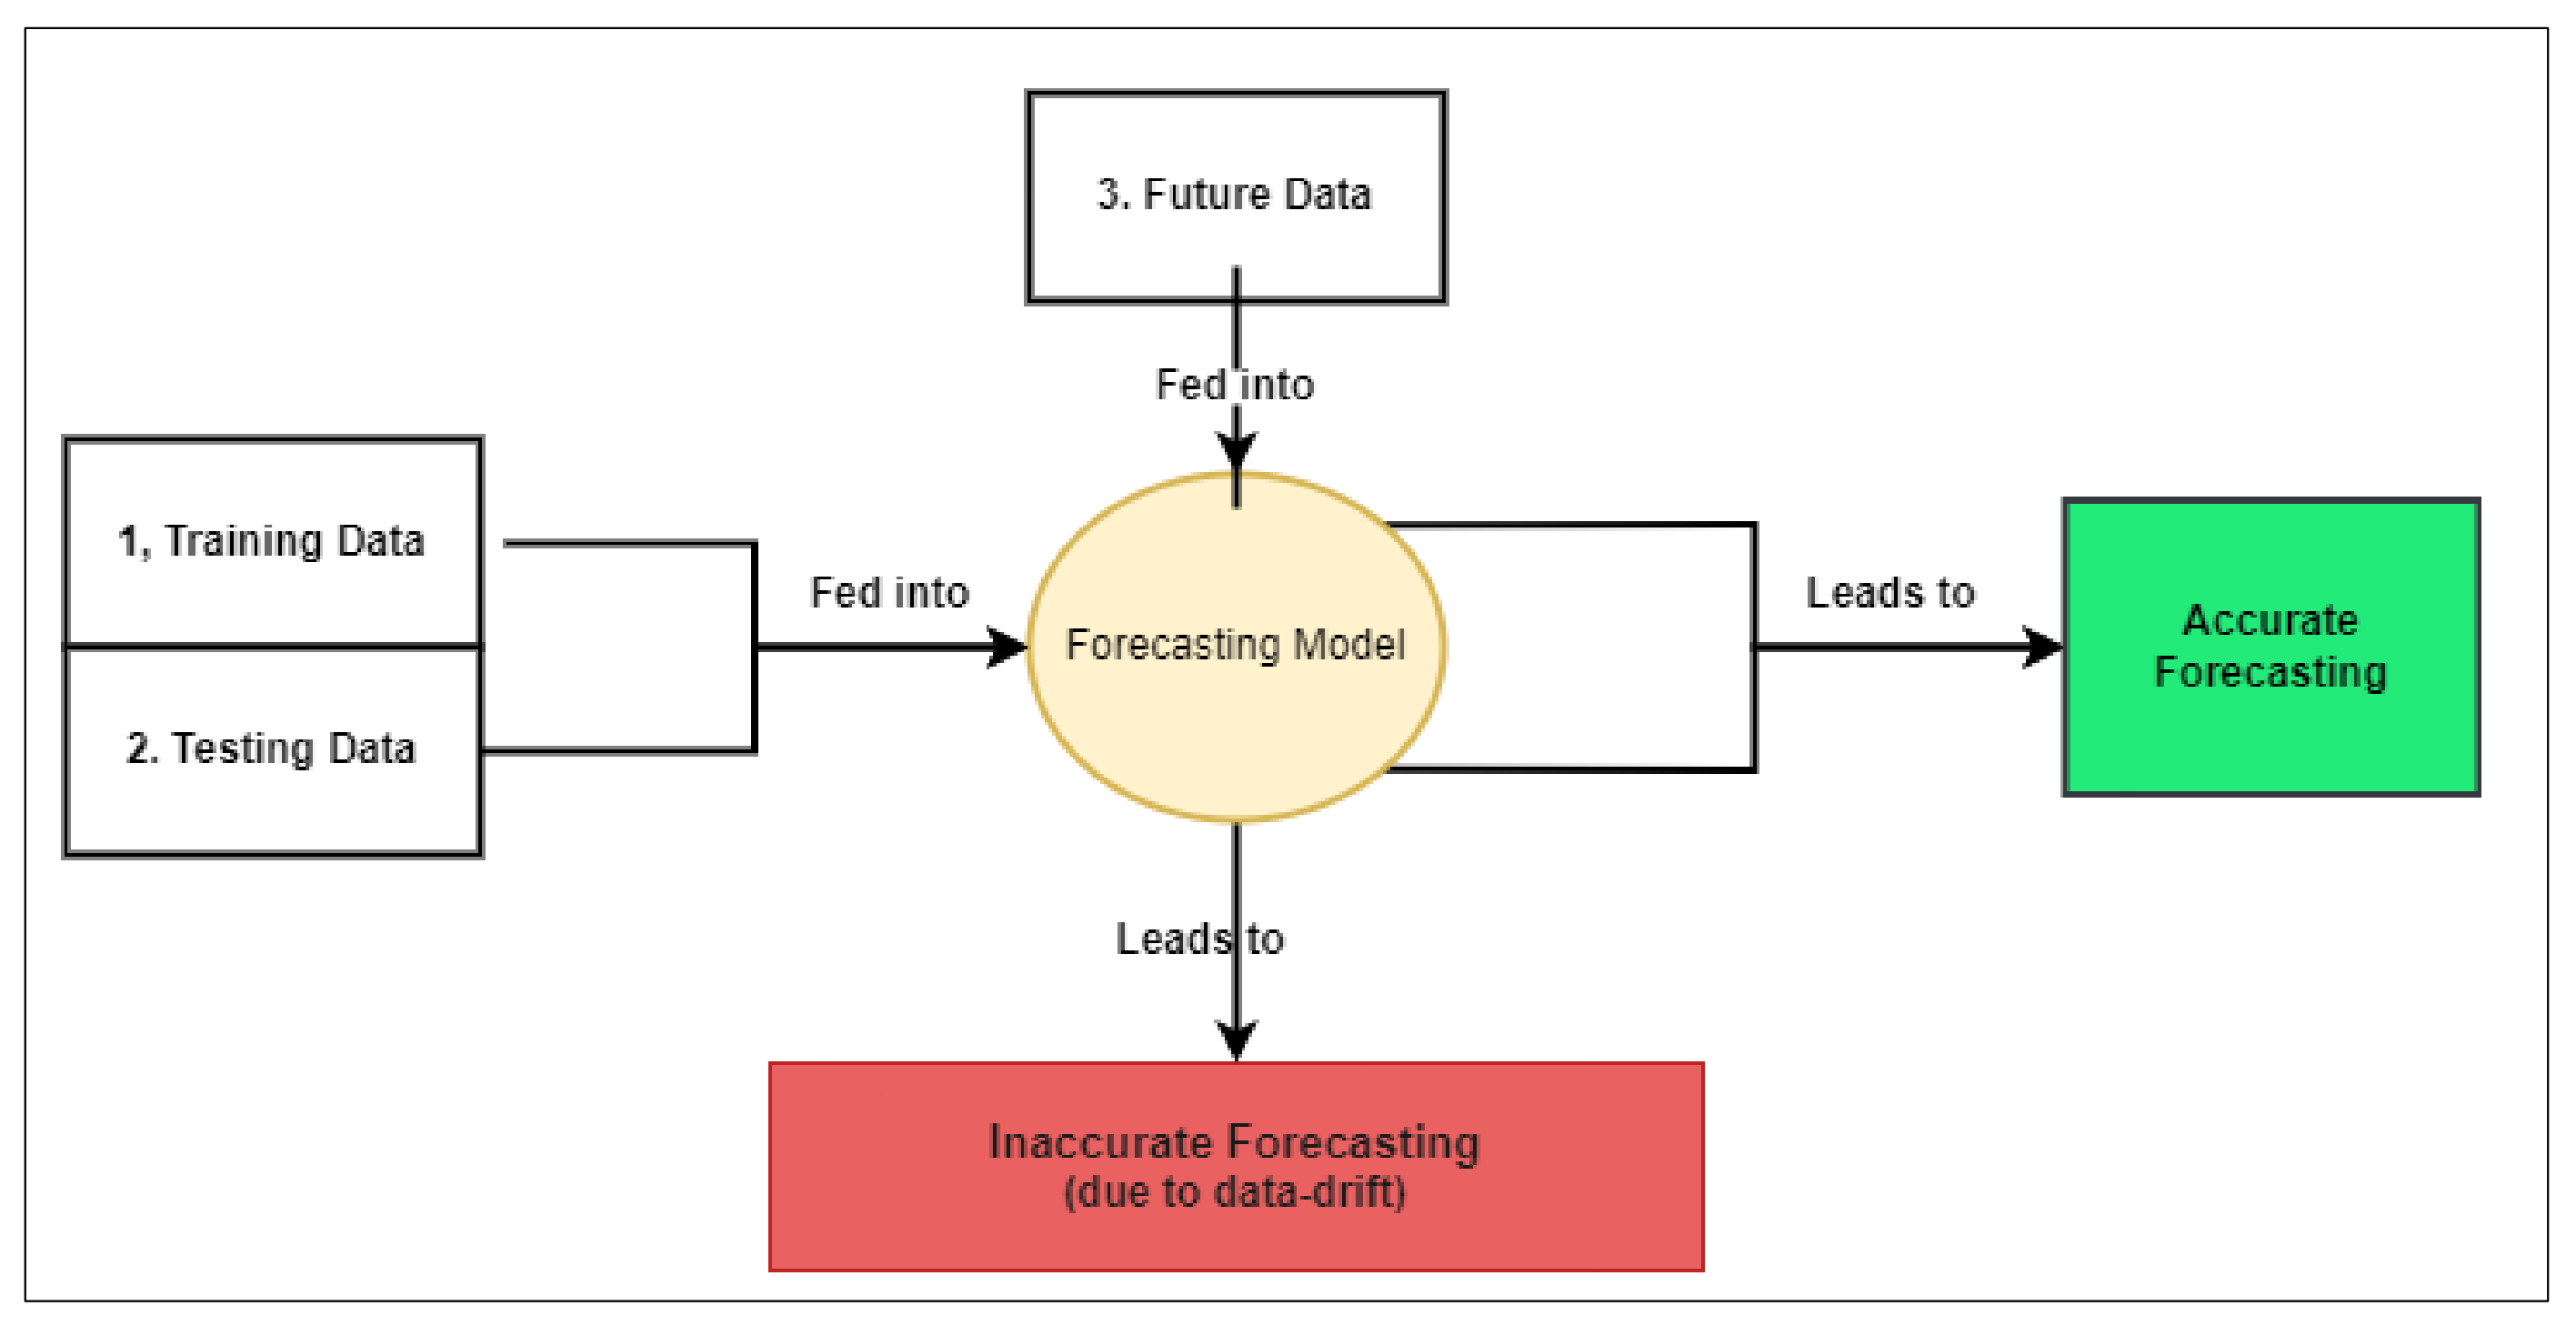 3. Future Data
Fed into
1, Training Data
2. Testing Data
Fed into
Forecasting Model
Leads to
Accurate
Forecasting
Leads to
Inaccurate Forecasting
(due to data-drift)